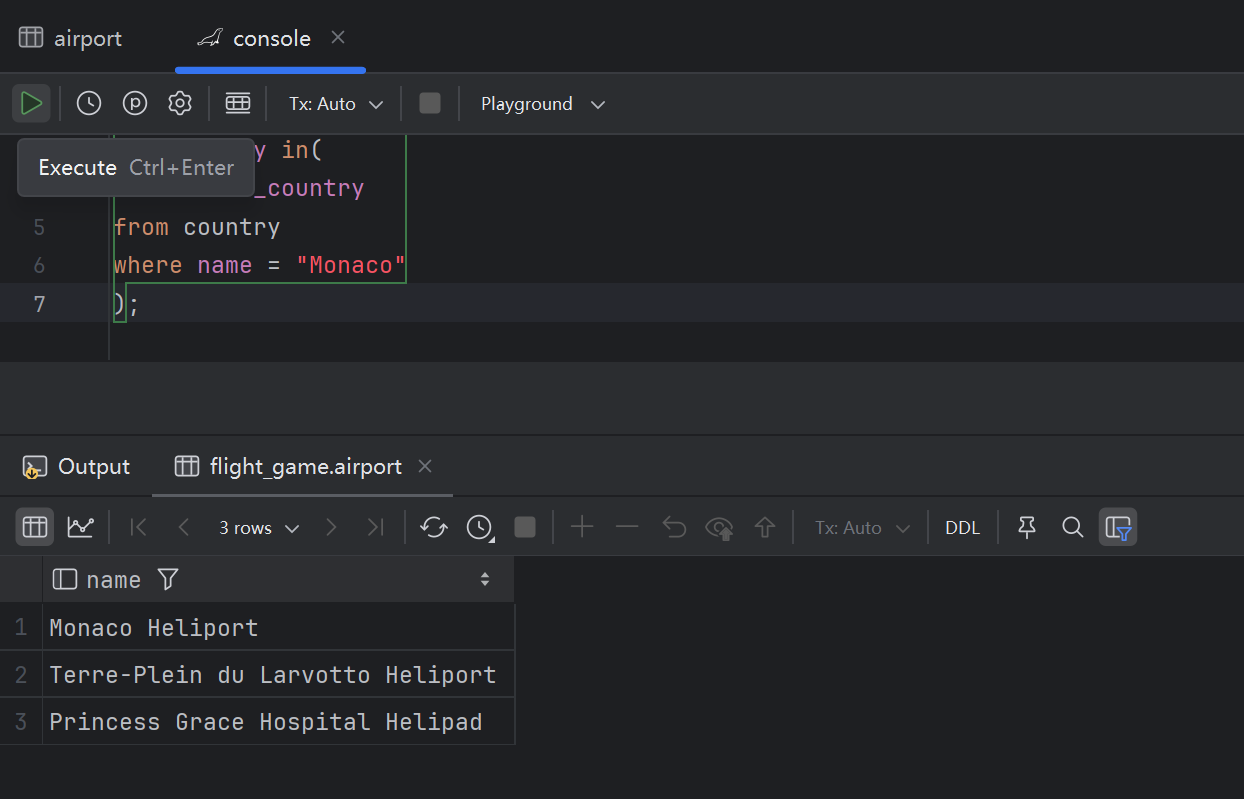 airport console
Tx: Auto Playground
y in(
Execute Ctrl+Enter
_country
5 from country
6 where name = "Monaco"
7 );
Output flight_game.airport
3 rows Tx: Auto DDL
name
1 Monaco Heliport
2 Terre-Plein du Larvotto Heliport
3 Princess Grace Hospital Helipad